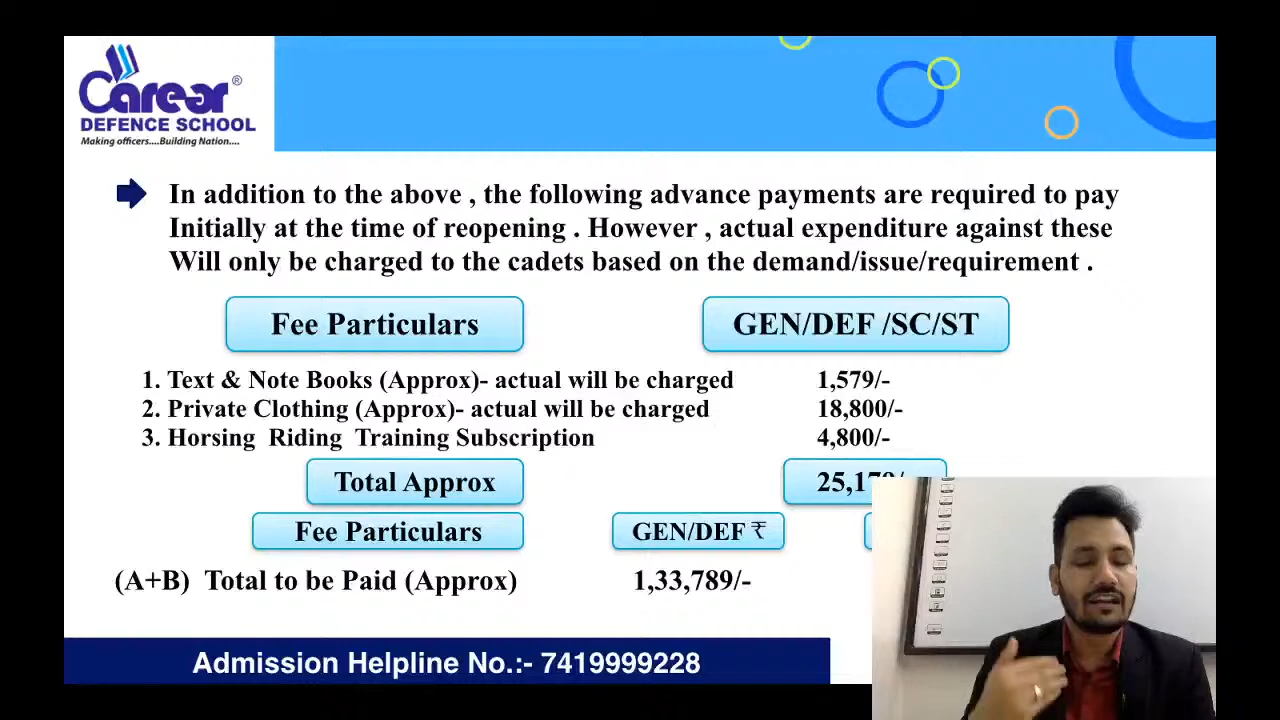 Carear®
DEFENCE SCHOOL
Making officers....Building Nation....
In addition to the above , the following advance payments are required to pay
Initially at the time of reopening . However , actual expenditure against these
Will only be charged to the cadets based on the demand/issue/requirement .
Fee Particulars GEN/DEF /SC/ST
1. Text & Note Books (Approx)- actual will be charged 1,579/-
2. Private Clothing (Approx)- actual will be charged 18,800/-
3. Horsing Riding Training Subscription 4,800/-
Total Approx
Fee Particulars GEN/DEF ₹
(A+B) Total to be Paid (Approx) 1,33,789/-
Admission Helpline No.:- 7419999228